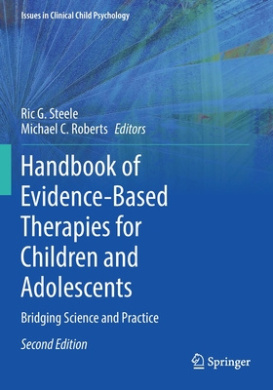 Issues in Clinical Child Psychology
Ric G. Steele
Michael C. Roberts Editors
Handbook of
Evidence-Based
Therapies for
Children and
Adolescents
Bridging Science and Practice
Second Edition
Springer